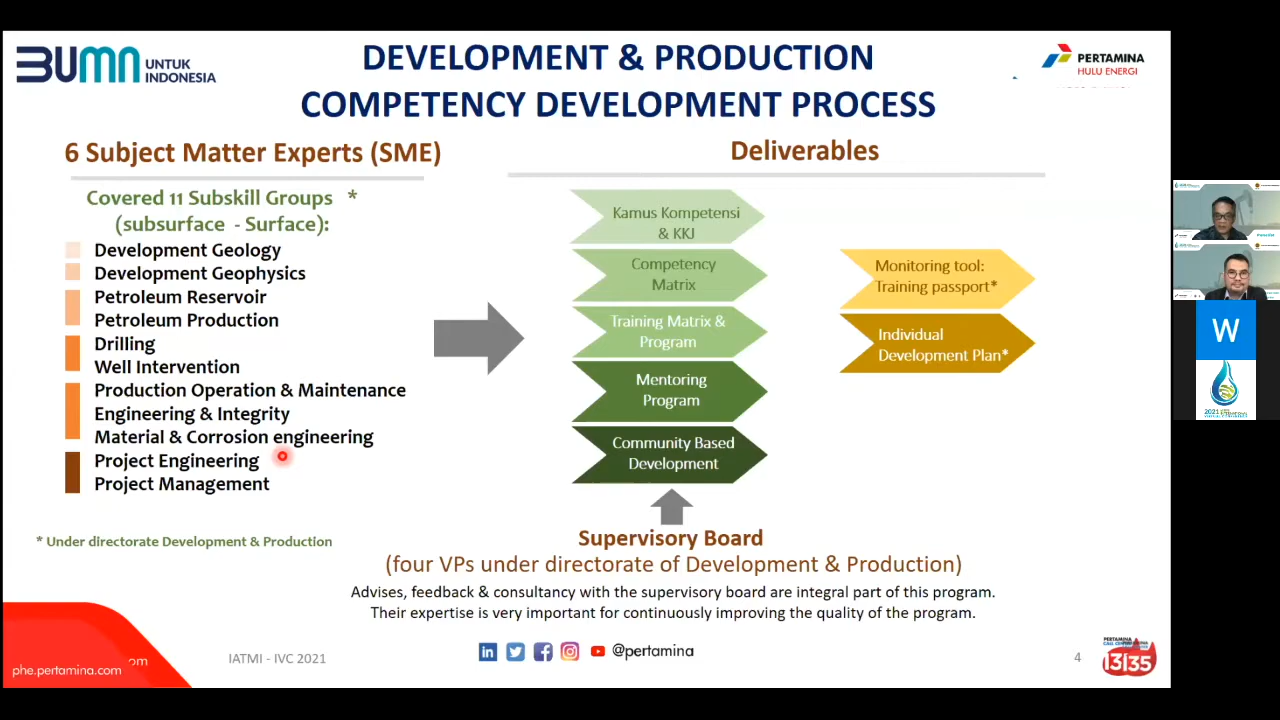 BUMN UNTUK
INDONESIA
DEVELOPMENT & PRODUCTION
COMPETENCY DEVELOPMENT PROCESS
PERTAMINA
HULU ENERGI
6 Subject Matter Experts (SME)
Covered 11 Subskill Groups *
(subsurface - Surface):
Development Geology
Development Geophysics
Petroleum Reservoir
Petroleum Production
Drilling
Well Intervention
Production Operation & Maintenance
Engineering & Integrity
Material & Corrosion engineering
Project Engineering
Project Management
* Under directorate Development & Production
Deliverables
Kamus Kompetensi
& KKJ
Competency
Matrix
Training Matrix &
Program
Mentoring
Program
Community Based
Development
Monitoring tool:
Training passport*
Individual
Development Plan*
Supervisory Board
(four VPs under directorate of Development & Production)
Advises, feedback & consultancy with the supervisory board are integral part of this program.
Their expertise is very important for continuously improving the quality of the program.
phe.pertamina.com
om
IATMI - IVC 2021
@pertamina
4
PERTAMINA
135
W
2021